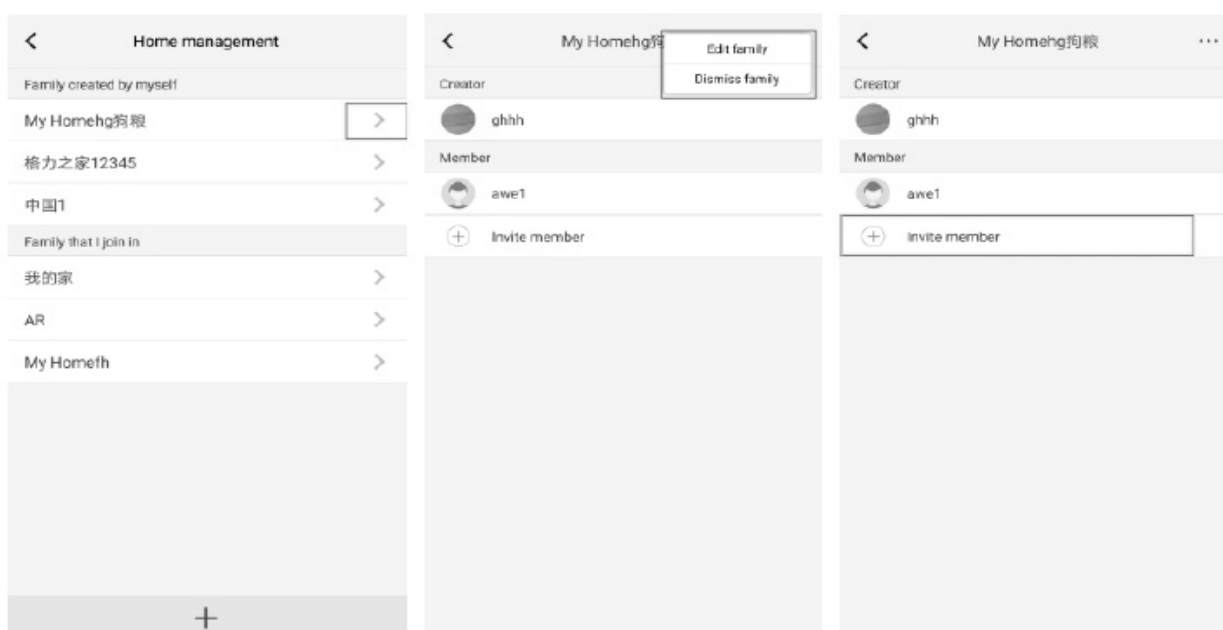 Home management
Family created by myself
My Homehg狗粮
格力之家12345
中国1
Family that I join in
我的家
AR
My Homefh
My Homehg狗
Edit family
Dismiss family
Creator
ghhh
Member
awe1
Invite member
My Homehg狗粮
Creator
ghhh
Member
awe1
Invite member